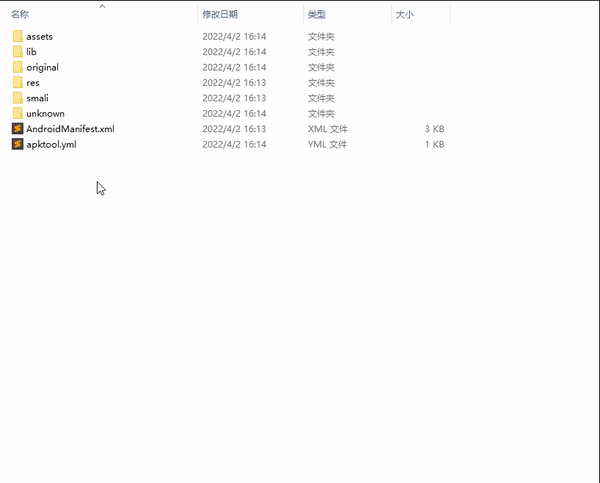 名称 修改日期 类型 大小
assets 2022/4/2 16:14 文件夹
lib 2022/4/2 16:14 文件夹
original 2022/4/2 16:14 文件夹
res 2022/4/2 16:13 文件夹
smali 2022/4/2 16:13 文件夹
unknown 2022/4/2 16:14 文件夹
AndroidManifest.xml 2022/4/2 16:13 XML 文件 3 KB
apktool.yml 2022/4/2 16:14 YML 文件 1 KB